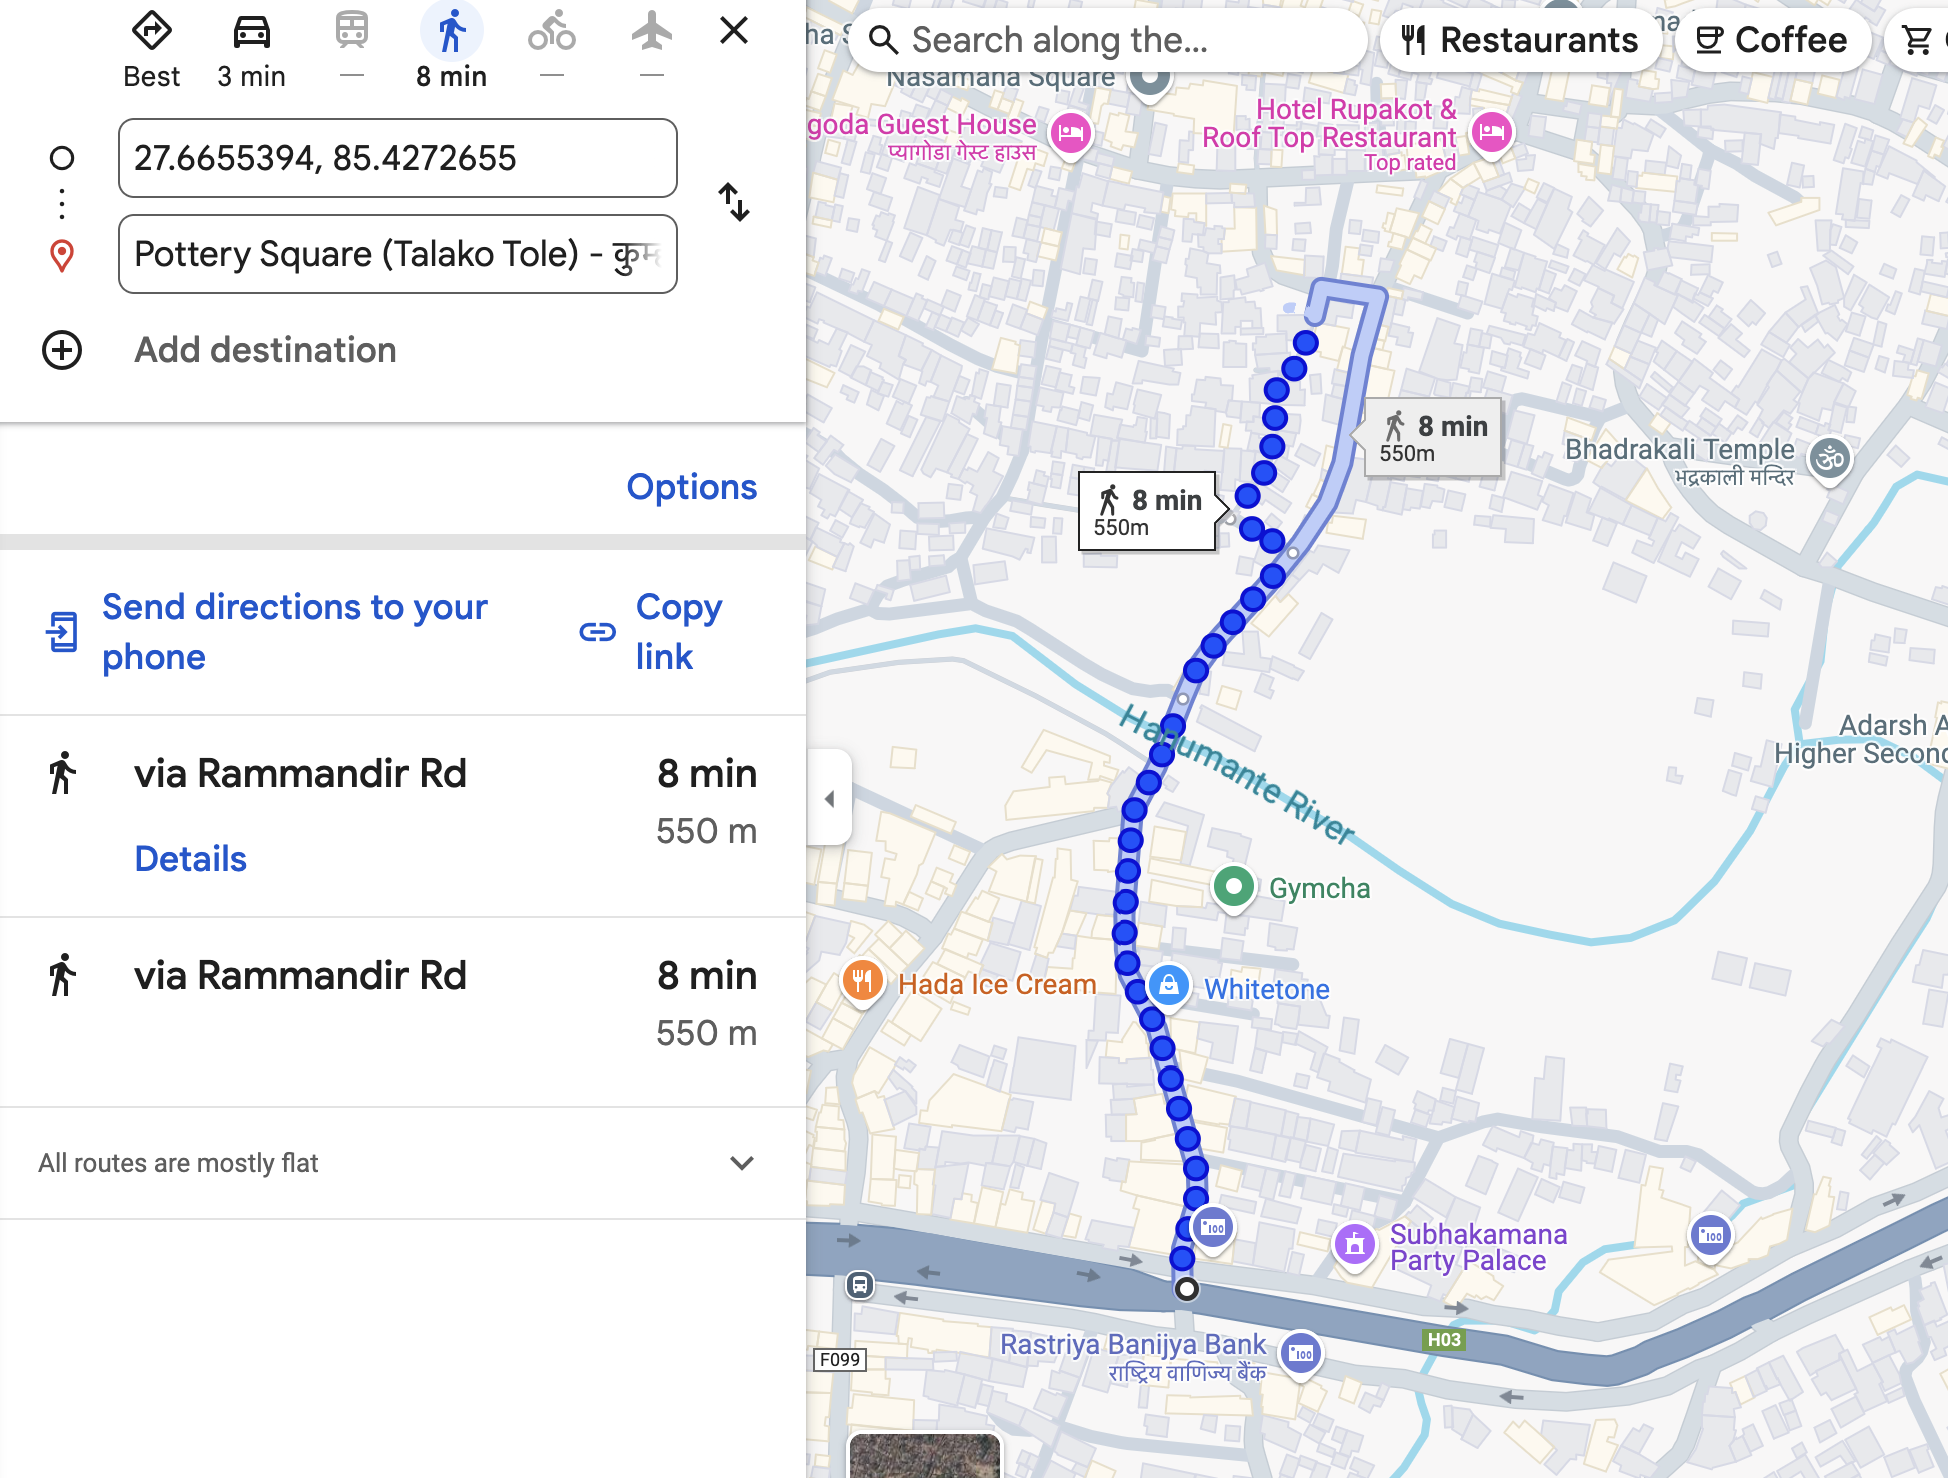 Best
3 min
—
8 min
—
—
27.6655394, 85.4272655
Pottery Square (Talako Tole) -
Add destination
Options
Send directions to your
phone
Copy
link
via Rammandir Rd
8 min
550 m
Details
via Rammandir Rd
8 min
550 m
All routes are mostly flat
Search along the...
Restaurants
Coffee
Nasamana Square
goda Guest House
प्यागोडा गेस्ट हाउस
Hotel Rupakot &
Roof Top Restaurant
Top rated
8 min
550m
8 min
550m
Bhadrakali Temple
भद्रकाली मन्दिर
Hanumante River
Adarsh A
Higher Second
Gymcha
Hada Ice Cream
Whitetone
Subhakamana
Party Palace
Rastriya Banijya Bank
राष्ट्रिय वाणिज्य बैंक
H03
F099